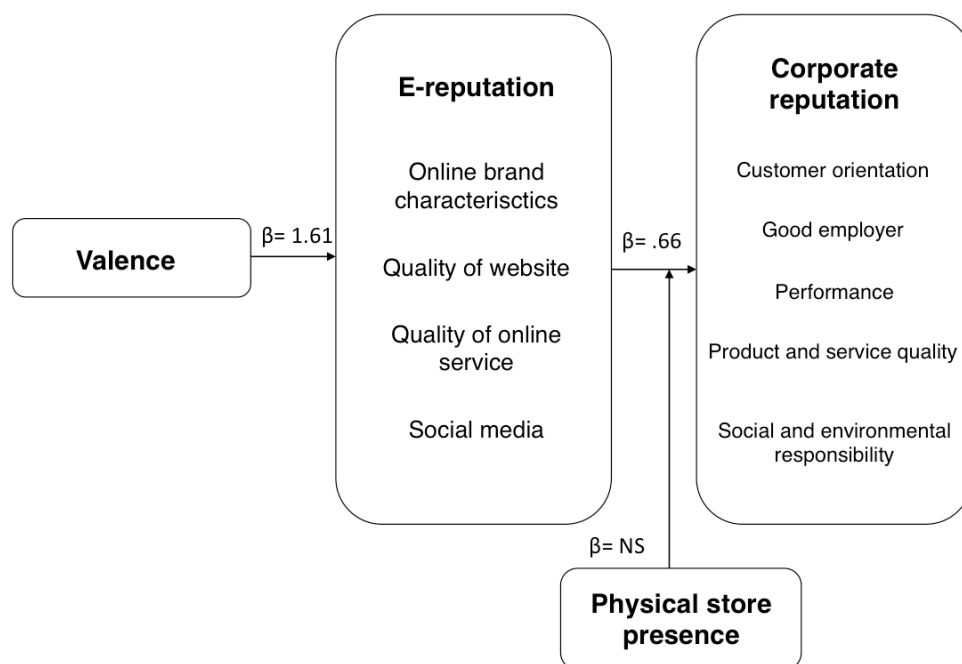 Valence
β= 1.61
E-reputation
Online brand
characterisctics
Quality of website
Quality of online
service
Social media
β= .66
Corporate
reputation
Customer orientation
Good employer
Performance
Product and service quality
Social and environmental
responsibility
β= NS
Physical store
presence